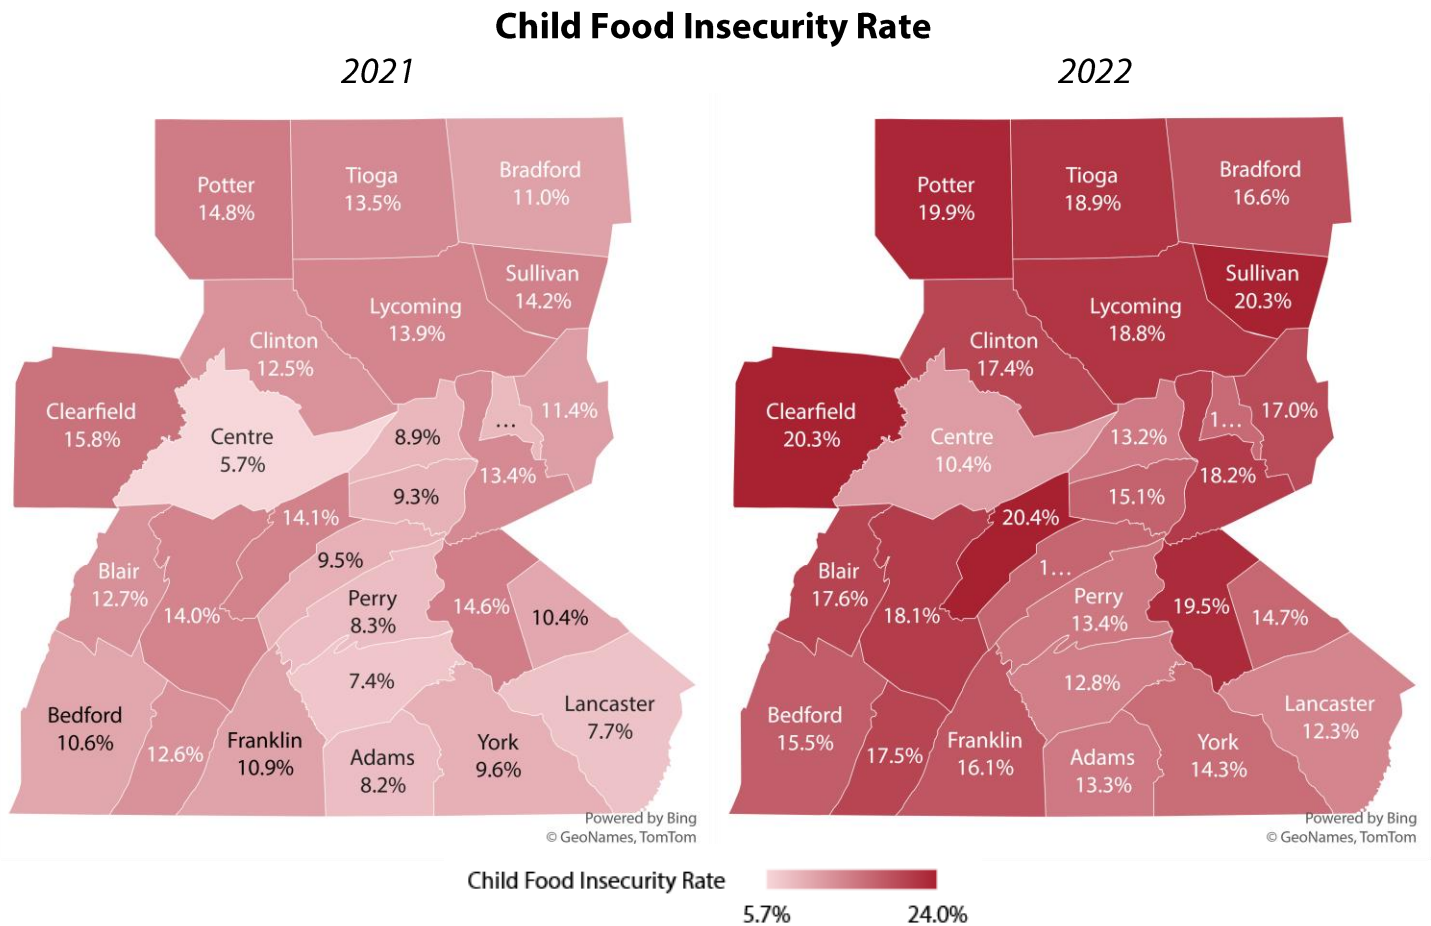 Child Food Insecurity Rate
2021
2022
Potter
14.8%
Tioga
13.5%
Bradford
11.0%
Sullivan
14.2%
Lycoming
13.9%
Clinton
12.5%
Clearfield
15.8%
Centre
5.7%
8.9%
...
11.4%
9.3%
13.4%
14.1%
9.5%
Blair
12.7%
14.0%
Perry
8.3%
14.6%
10.4%
7.4%
Bedford
10.6%
12.6%
Franklin
10.9%
Adams
8.2%
York
9.6%
Lancaster
7.7%
Powered by Bing
© GeoNames, TomTom
Potter
19.9%
Tioga
18.9%
Bradford
16.6%
Sullivan
20.3%
Lycoming
18.8%
Clinton
17.4%
Clearfield
20.3%
Centre
10.4%
13.2%
1...
17.0%
15.1%
18.2%
20.4%
1...
Blair
17.6%
18.1%
Perry
13.4%
19.5%
14.7%
12.8%
Bedford
15.5%
17.5%
Franklin
16.1%
Adams
13.3%
York
14.3%
Lancaster
12.3%
Powered by Bing
© GeoNames, TomTom
Child Food Insecurity Rate
5.7%
24.0%